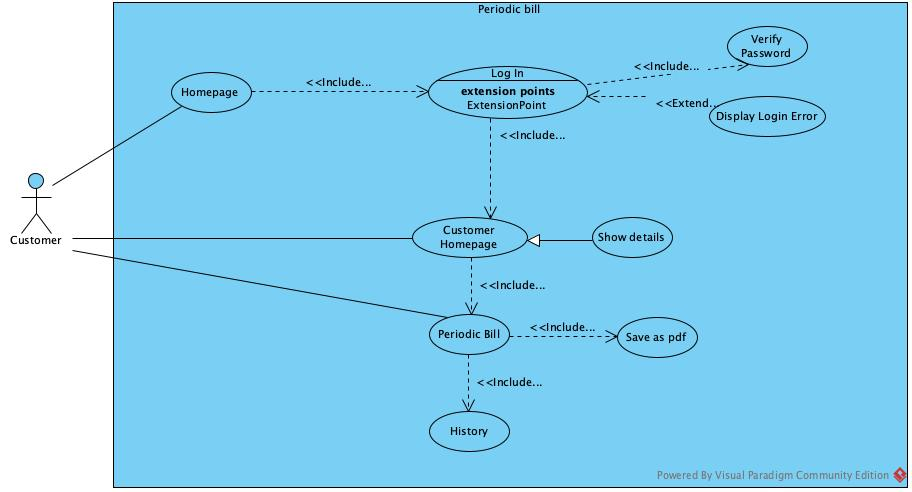 Periodic bill
Verify
Password
<<Include...
Log In
<<Include...
Homepage
extension points
ExtensionPoint
<<Extend...
Display Login Error
<<Include...
Customer
Customer
Homepage
Show details
<<Include...
Periodic Bill
<<Include...
Save as pdf
<<Include...
History
Powered By Visual Paradigm Community Edition